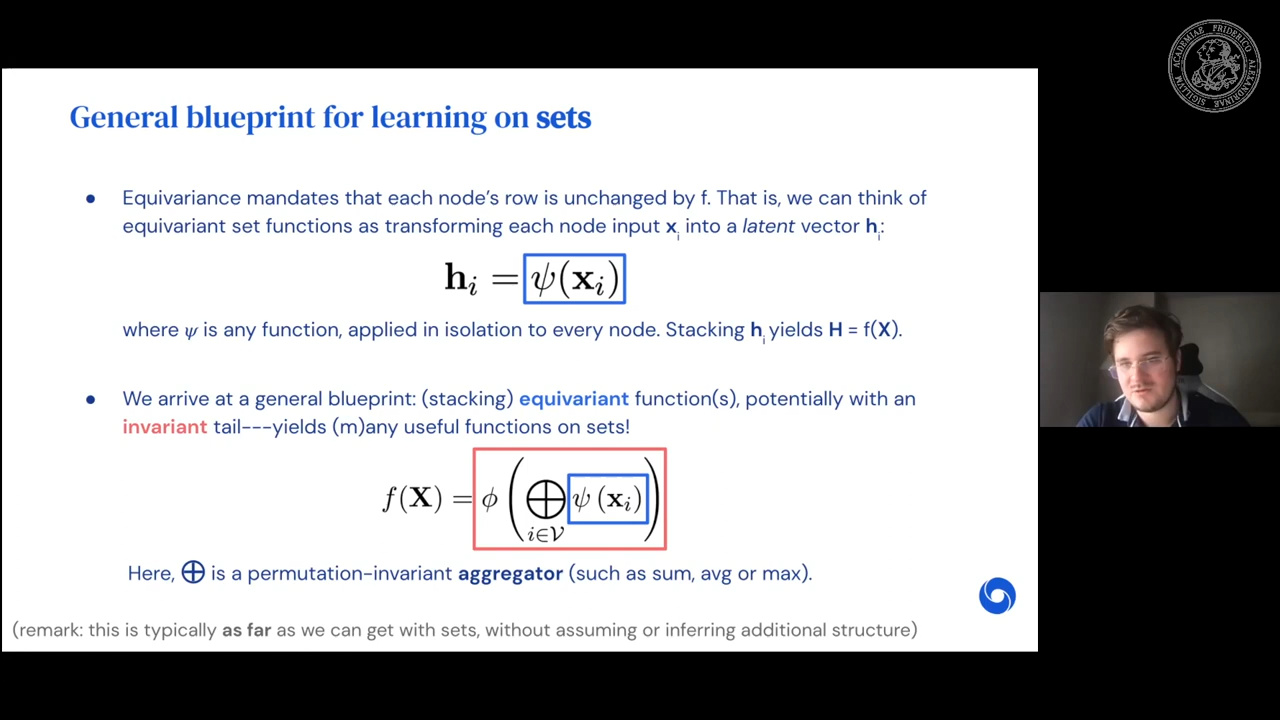 General blueprint for learning on sets
● Equivariance mandates that each node's row is unchanged by f. That is, we can think of
equivariant set functions as transforming each node input xᵢ into a latent vector hᵢ:
hᵢ = ψ(xᵢ)
where ψ is any function, applied in isolation to every node. Stacking hᵢ yields H = f(X).
● We arrive at a general blueprint: (stacking) equivariant function(s), potentially with an
invariant tail---yields (m)any useful functions on sets!
f(X) = ϕ(⨁_{i∈𝒱} ψ(xᵢ))
Here, ⨁ is a permutation-invariant aggregator (such as sum, avg or max).
(remark: this is typically as far as we can get with sets, without assuming or inferring additional structure)
ACADEMIAE FRIDERICO ALEXANDRINAE SIGILLVM